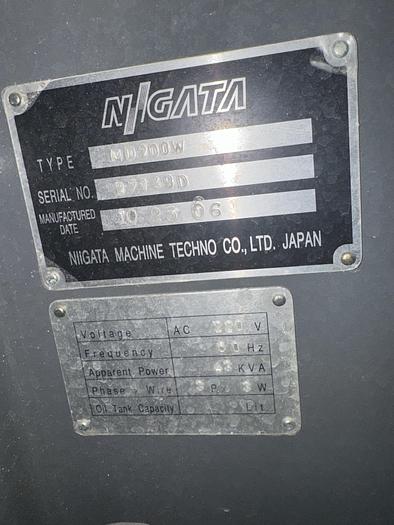 NIIGATA
TYPE MD200W
SERIAL NO.
MANUFACTURED DATE
NIIGATA MACHINE TECHNO CO., LTD. JAPAN
Voltage AC V
Frequency Hz
Apparent Power KVA
Phase , Wire P W
Oil Tank Capacity Lit.